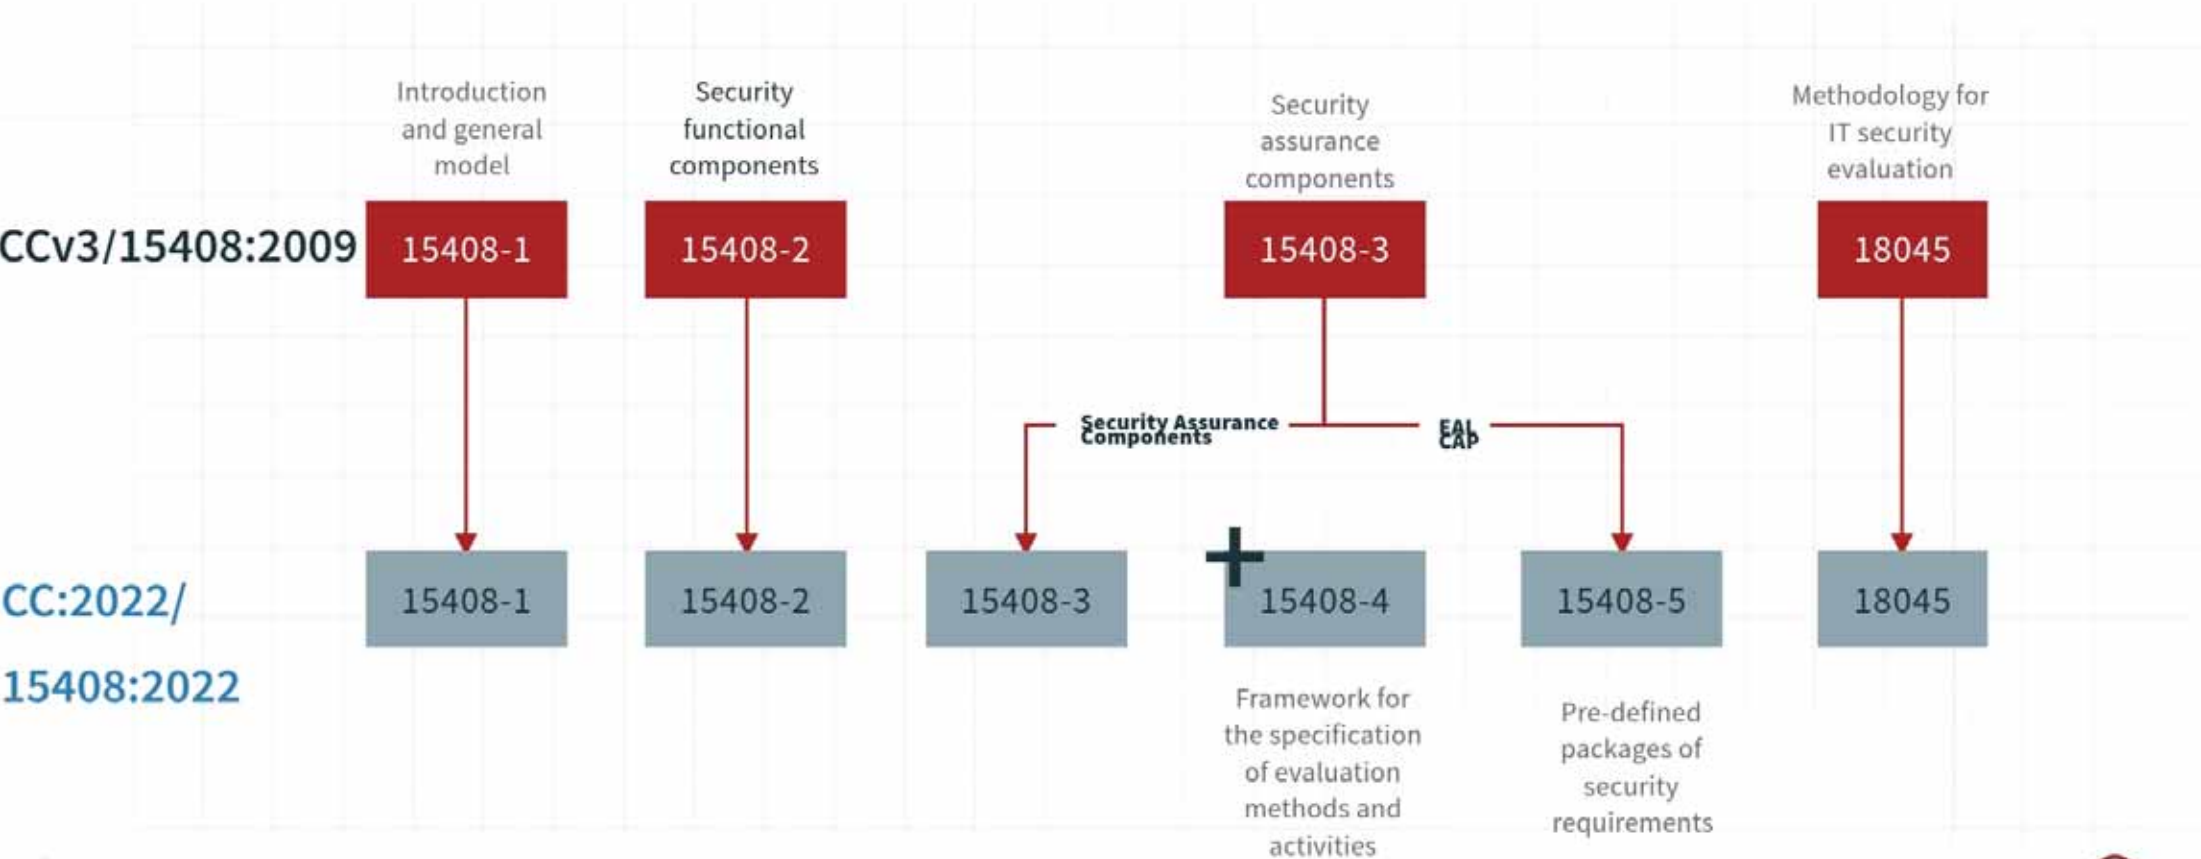 Introduction
and general
model
Security
functional
components
Security
assurance
components
Methodology for
IT security
evaluation
CCv3/15408:2009
15408-1
15408-2
15408-3
18045
Security Assurance
Components
EAL
CAP
CC:2022/
15408:2022
15408-1
15408-2
15408-3
15408-4
15408-5
18045
Framework for
the specification
of evaluation
methods and
activities
Pre-defined
packages of
security
requirements